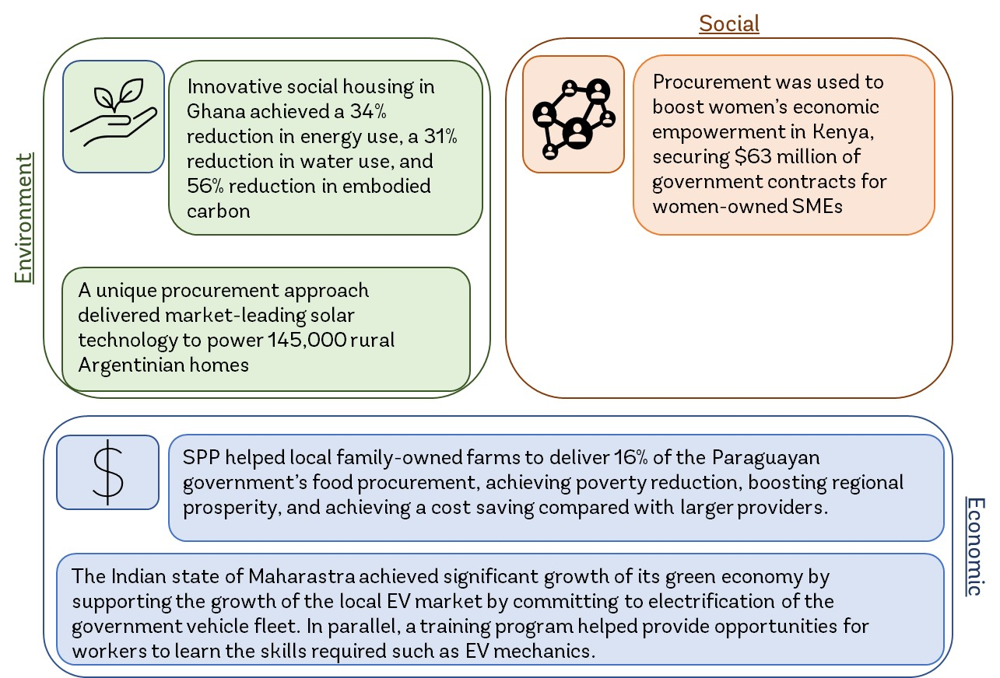 Social
Environment
Innovative social housing in
Ghana achieved a 34%
reduction in energy use, a 31%
reduction in water use, and
56% reduction in embodied
carbon
A unique procurement approach
delivered market-leading solar
technology to power 145,000 rural
Argentinian homes
Procurement was used to
boost women's economic
empowerment in Kenya,
securing $63 million of
government contracts for
women-owned SMEs
$
SPP helped local family-owned farms to deliver 16% of the Paraguayan
government's food procurement, achieving poverty reduction, boosting regional
prosperity, and achieving a cost saving compared with larger providers.
The Indian state of Maharastra achieved significant growth of its green economy by
supporting the growth of the local EV market by committing to electrification of the
government vehicle fleet. In parallel, a training program helped provide opportunities for
workers to learn the skills required such as EV mechanics.
Economic